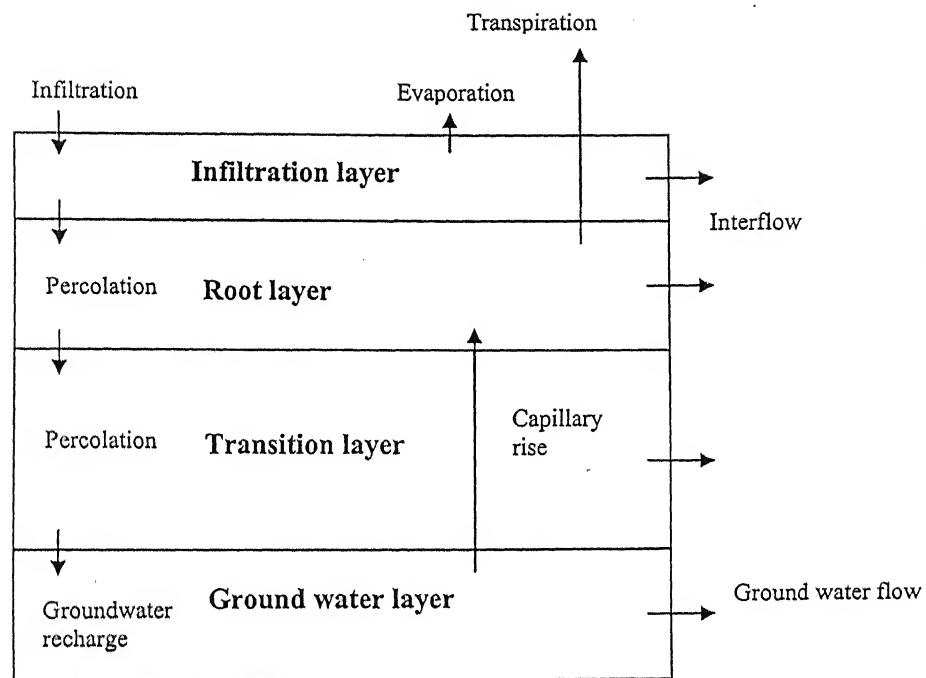 Transpiration
Infiltration
Evaporation
Infiltration layer
Interflow
Percolation
Root layer
Capillary
rise
Percolation
Transition layer
Ground water layer
Ground water flow
Groundwater
recharge